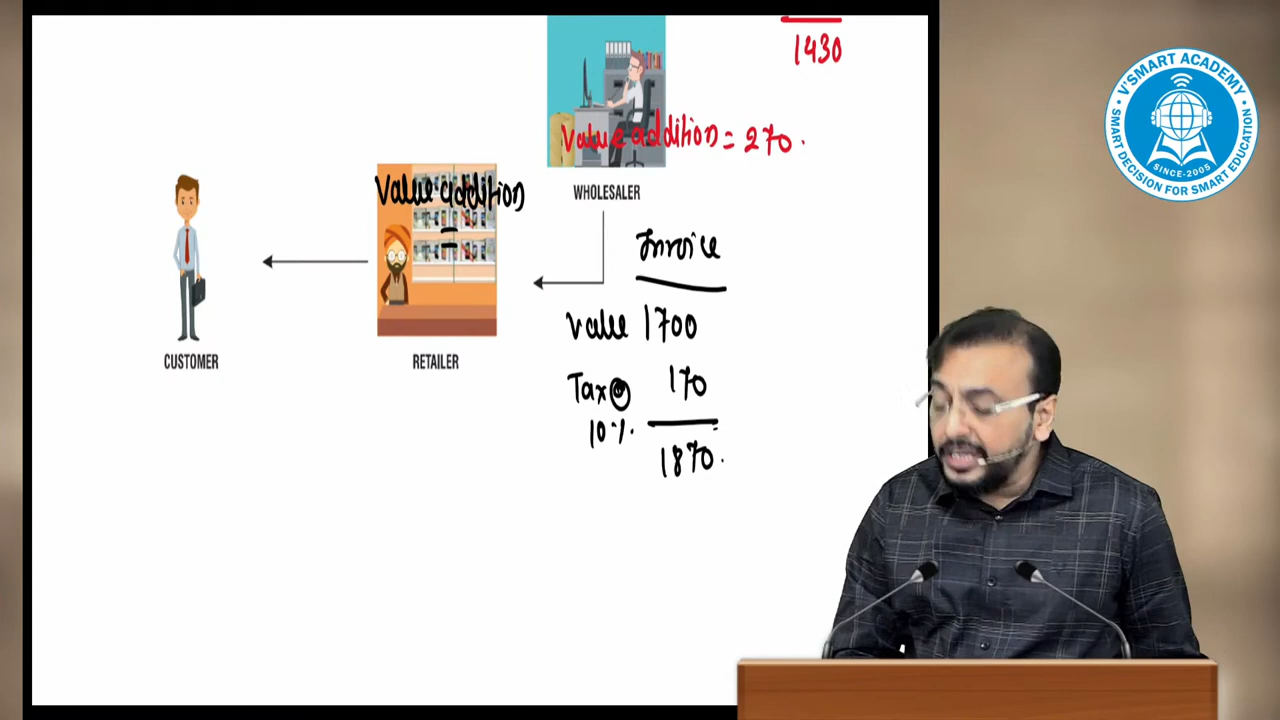 1430
Value addition = 270.
WHOLESALER
Value addition
=
Invoice
Value 1700
Tax@ 170
10%.
1870.
CUSTOMER
RETAILER
V'SMART ACADEMY
SINCE-2005
SMART DECISION FOR SMART EDUCATION